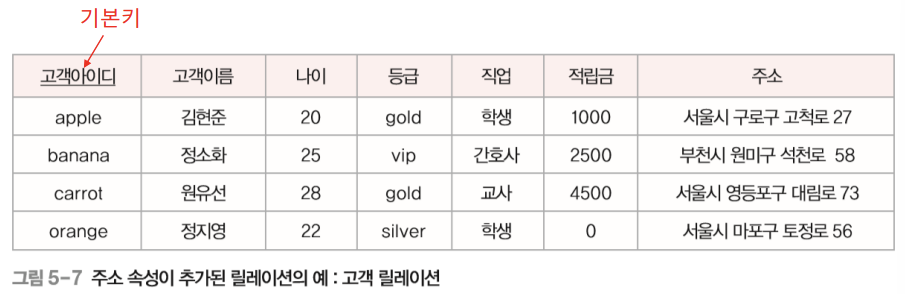 기본키
고객아이디 고객이름 나이 등급 직업 적립금 주소
apple 김현준 20 gold 학생 1000 서울시 구로구 고척로 27
banana 정소화 25 vip 간호사 2500 부천시 원미구 석천로 58
carrot 원유선 28 gold 교사 4500 서울시 영등포구 대림로 73
orange 정지영 22 silver 학생 0 서울시 마포구 토정로 56
그림 5-7 주소 속성이 추가된 릴레이션의 예 : 고객 릴레이션